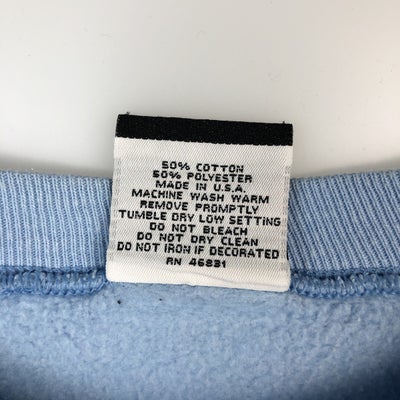 50% COTTON
50% POLYESTER
MADE IN U.S.A.
MACHINE WASH WARM
REMOVE PROMPTLY
TUMBLE DRY LOW SETTING
DO NOT BLEACH
DO NOT DRY CLEAN
DO NOT IRON IF DECORATED
RN 46831